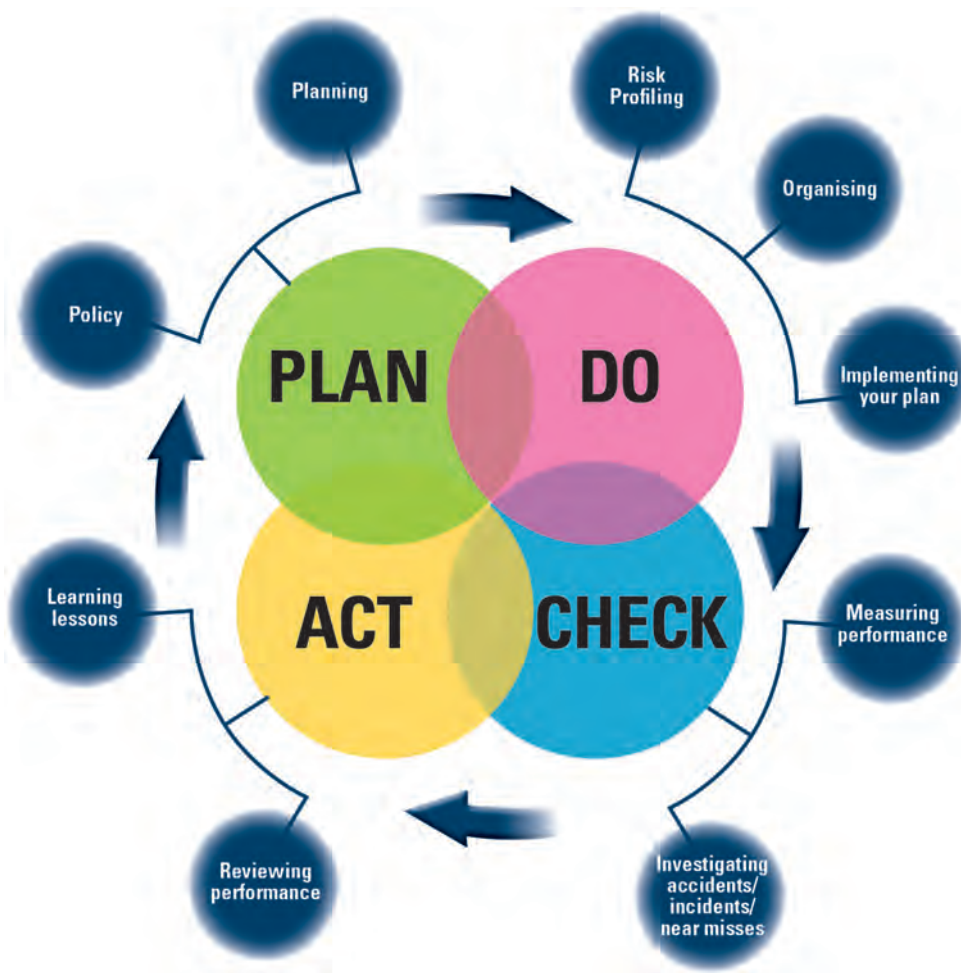 Planning
Risk
Profiling
Organising
Policy
PLAN
DO
Implementing
your plan
Learning
lessons
ACT
CHECK
Measuring
performance
Reviewing
performance
Investigating
accidents/
incidents/
near misses